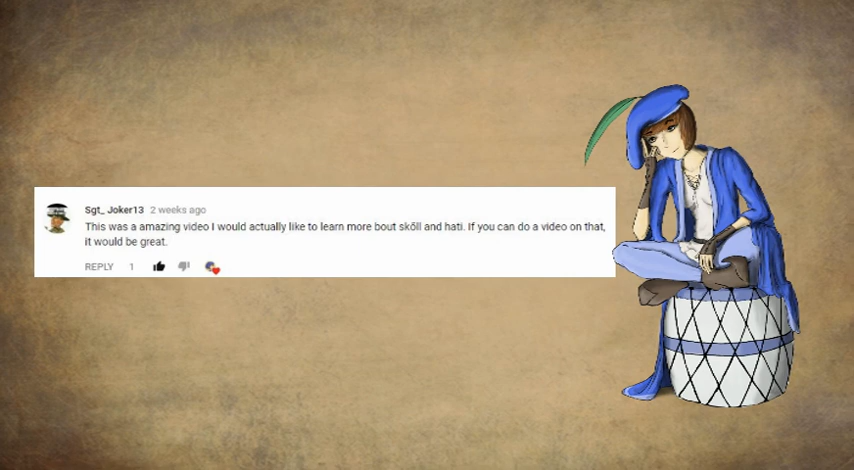 Sgt_ Joker13 2 weeks ago
This was a amazing video I would actually like to learn more bout sköll and hati. If you can do a video on that,
it would be great.
REPLY 1